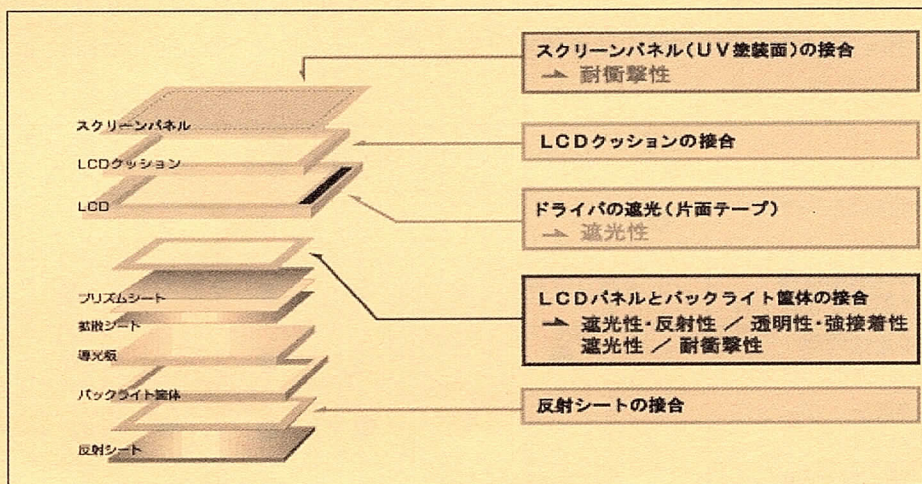 スクリーンパネル
LCDクッション
LCD
プリズムシート
拡散シート
導光板
バックライト筐体
反射シート
スクリーンパネル(UV塗装面)の接合
→ 耐衝撃性
LCDクッションの接合
ドライバの遮光(片面テープ)
→ 遮光性
LCDパネルとバックライト筐体の接合
→ 遮光性・反射性 / 透明性・強接着性
遮光性 / 耐衝撃性
反射シートの接合